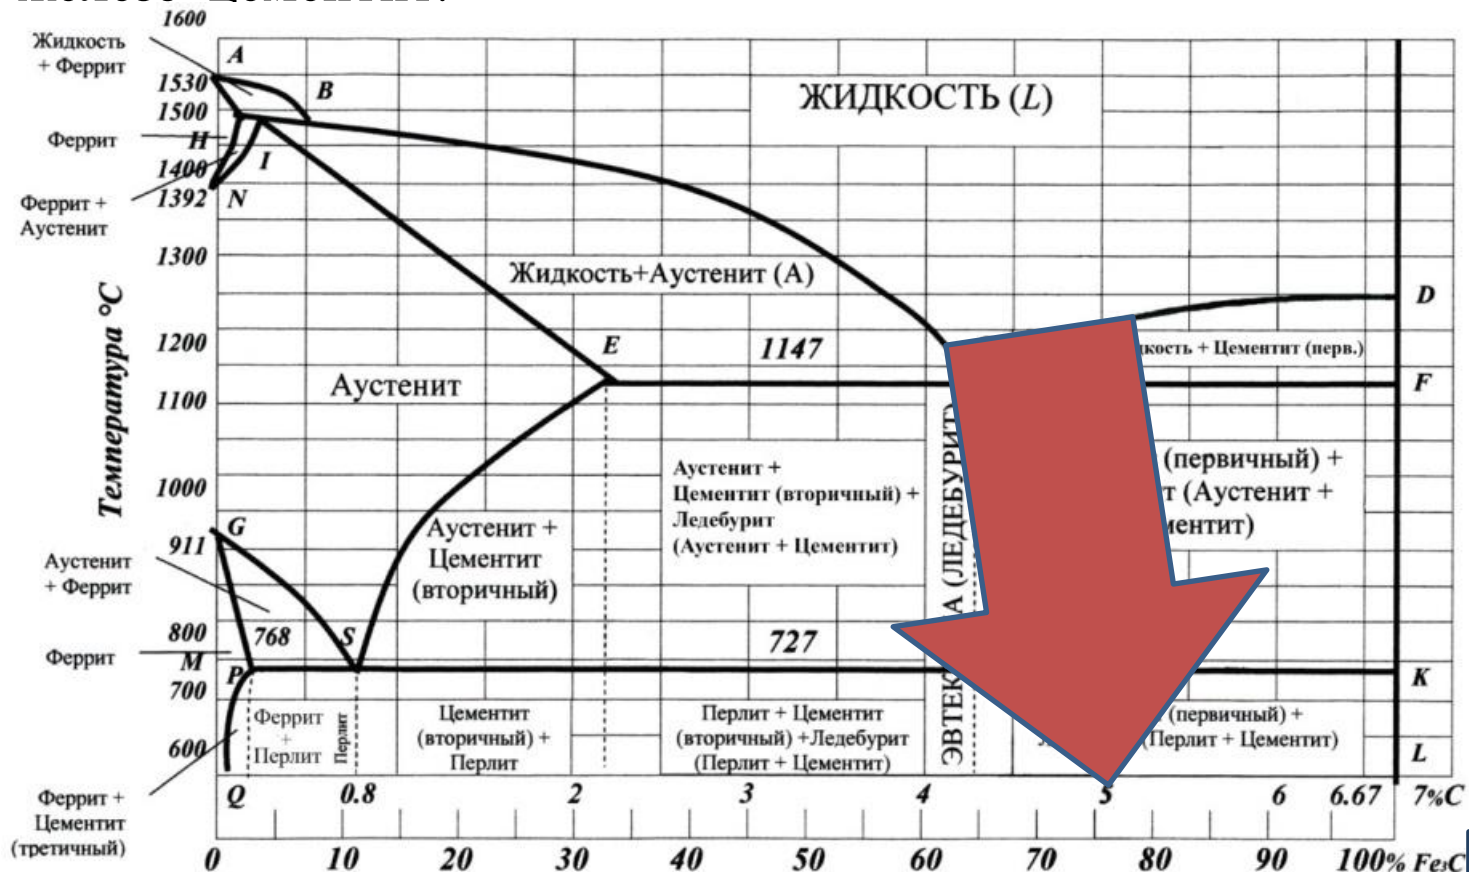 1600
Жидкость
+ Феррит
A
1530
B
ЖИДКОСТЬ (L)
1500
Феррит
H
I
1400
1392
N
Феррит +
Аустенит
1300
Жидкость+Аустенит (А)
Температура °C
D
1200
E
1147
+ Цементит (перв.)
Аустенит
F
1100
Аустенит +
Цементит (вторичный) +
Ледебурит
(Аустенит + Цементит)
(ЛЕДЕБУРИТ)
(первичный) +
(Аустенит +
1000
G
Аустенит +
Цементит
(вторичный)
911
Аустенит
+ Феррит
800
768
S
727
Феррит
M
P
K
700
Феррит
+
Перлит
Перлит
Цементит
(вторичный) +
Перлит
Перлит + Цементит
(вторичный) +Ледебурит
(Перлит + Цементит)
(первичный) +
(Перлит + Цементит)
600
L
Феррит +
Цементит
(третичный)
Q
0.8 2 3 4 5 6 6.67 7%C
0 10 20 30 40 50 60 70 80 90 100% Fe₃C